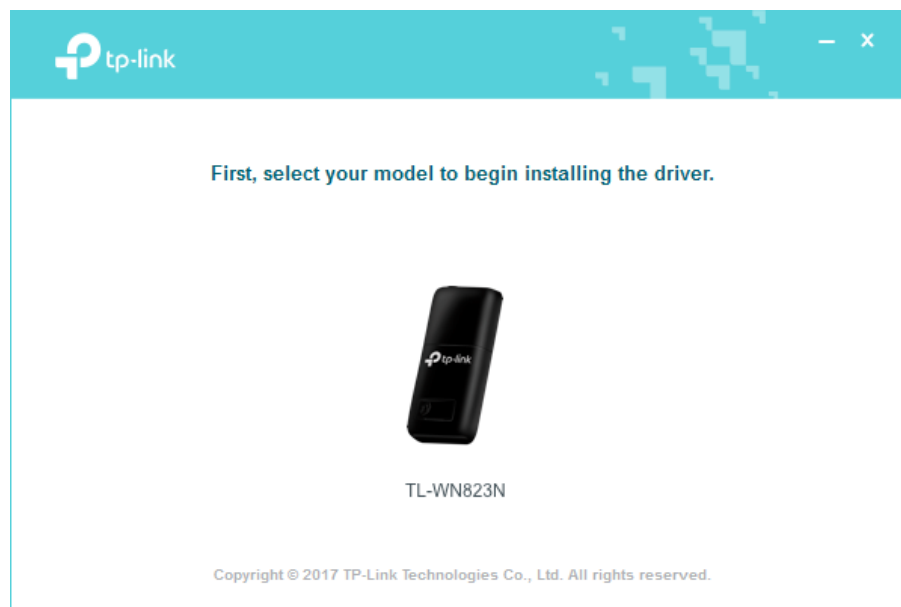 tp-link
First, select your model to begin installing the driver.
tp-link
TL-WN823N
Copyright © 2017 TP-Link Technologies Co., Ltd. All rights reserved.